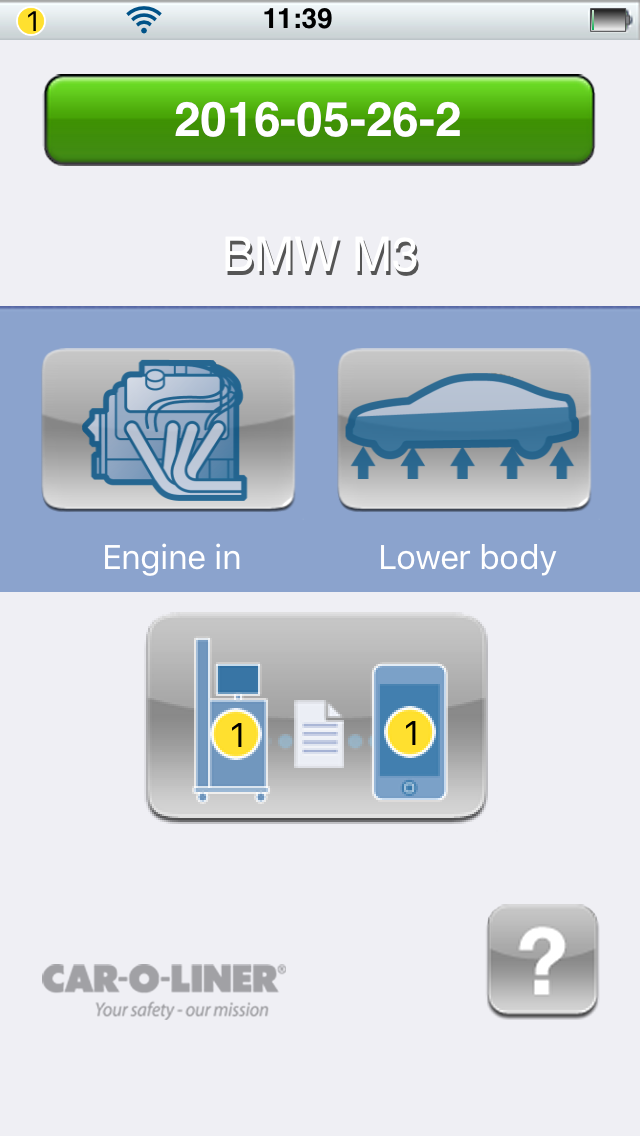 1 11:39
2016-05-26-2
BMW M3
Engine in Lower body
1 1
?
CAR-O-LINER®
Your safety - our mission